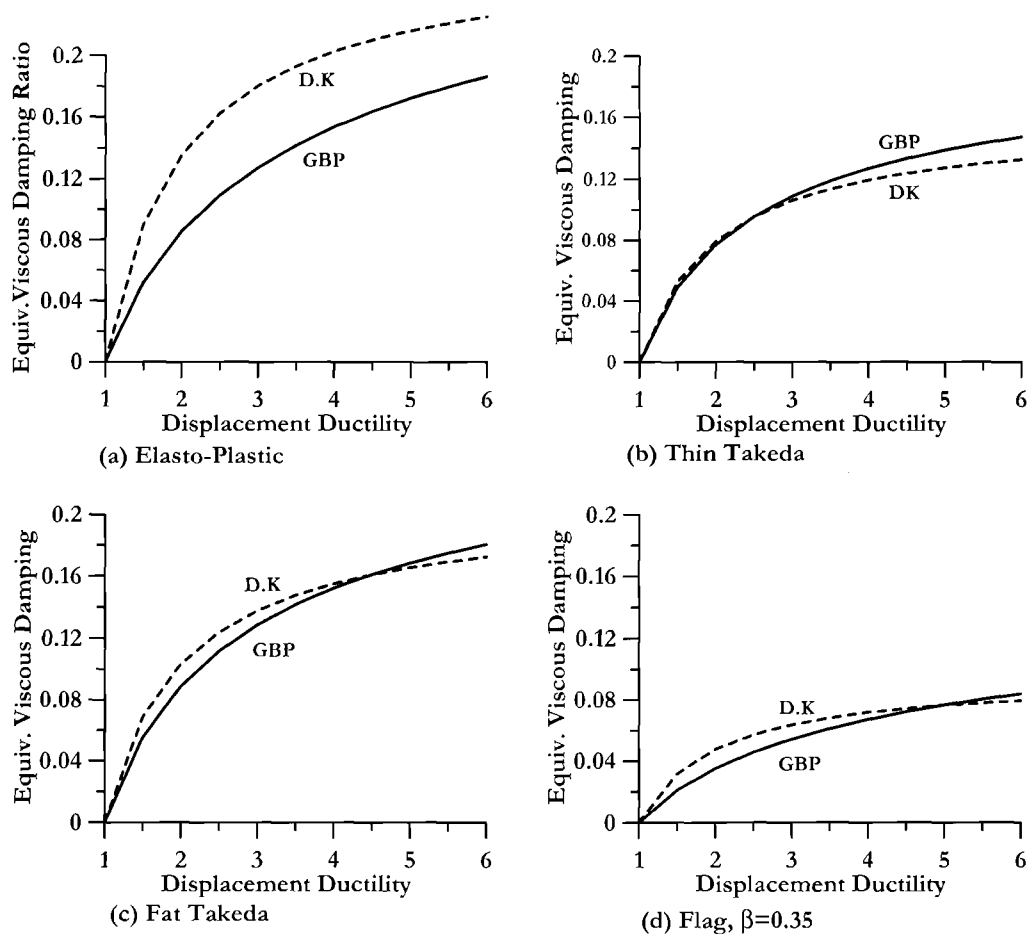 Equiv.Viscous Damping Ratio
0.2
0.16
0.12
0.08
0.04
0
D.K
GBP
1 2 3 4 5 6
Displacement Ductility
(a) Elasto-Plastic
Equiv. Viscous Damping
0.2
0.16
0.12
0.08
0.04
0
GBP
DK
1 2 3 4 5 6
Displacement Ductility
(b) Thin Takeda
Equiv. Viscous Damping
0.2
0.16
0.12
0.08
0.04
0
D.K
GBP
1 2 3 4 5 6
Displacement Ductility
(c) Fat Takeda
Equiv. Viscous Damping
0.2
0.16
0.12
0.08
0.04
0
D.K
GBP
1 2 3 4 5 6
Displacement Ductility
(d) Flag, β=0.35